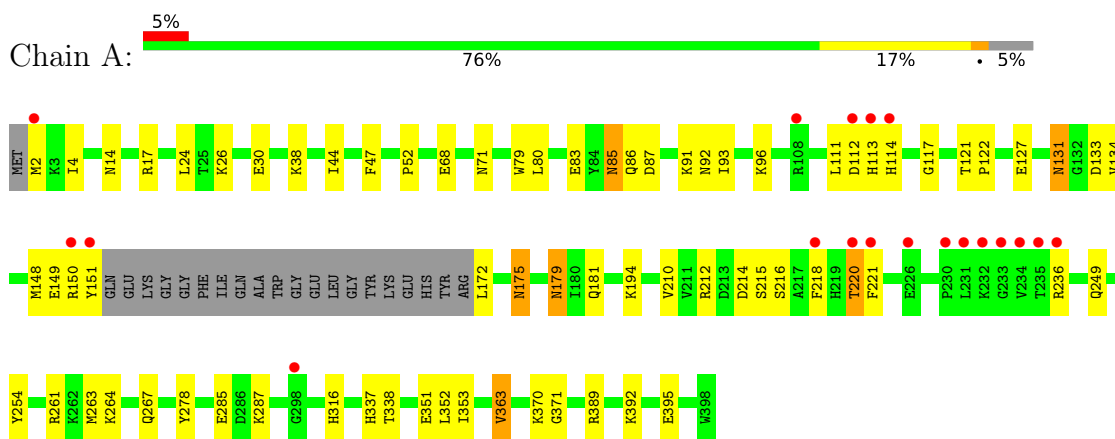 5%
Chain A:
76% 17% • 5%
MET M2 K3 I4 N14 R17 L24 T25 K26 E30 K38 I44 F47 P52 E68 N71 W79 L80 E83 Y84 N85 Q86 D87 K91 N92 I93 K96 R108 L111 D112 H113 H114 G117 T121 P122 E127 N131 G132 D133 V134
M148 E149 R150 Y151 GLN GLU LYS GLY GLY PHE ILE GLN ALA TRP GLY GLU LEU GLY TYR LYS GLU HIS TYR ARG L172 N175 N179 I180 Q181 K194 V210 V211 R212 D213 D214 S215 S216 A217 F218 H219 T220 F221 E226 P230 L231 K232 G233 V234 T235 R236 Q249
Y254 R261 K262 M263 K264 Q267 Y278 E285 D286 K287 G298 H316 H337 T338 E351 L352 I353 V363 K370 G371 R389 K392 E395 W398